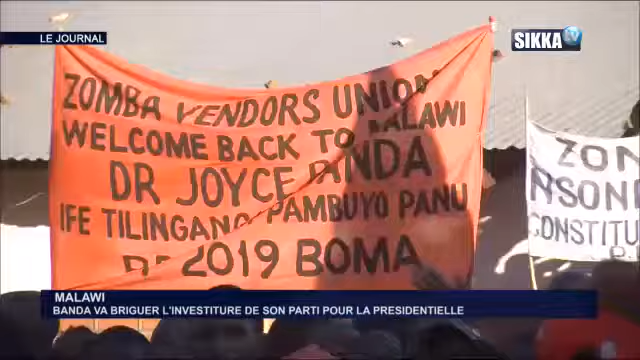 LE JOURNAL
SIKKA TV
ZOMBA VENDORS UNION
WELCOME BACK TO MALAWI
DR JOYCE BANDA
IFE TILINGANO PAMBUYO PANU
2019 BOMA
ZON
CONSTITU
MALAWI
BANDA VA BRIGUER L'INVESTITURE DE SON PARTI POUR LA PRESIDENTIELLE